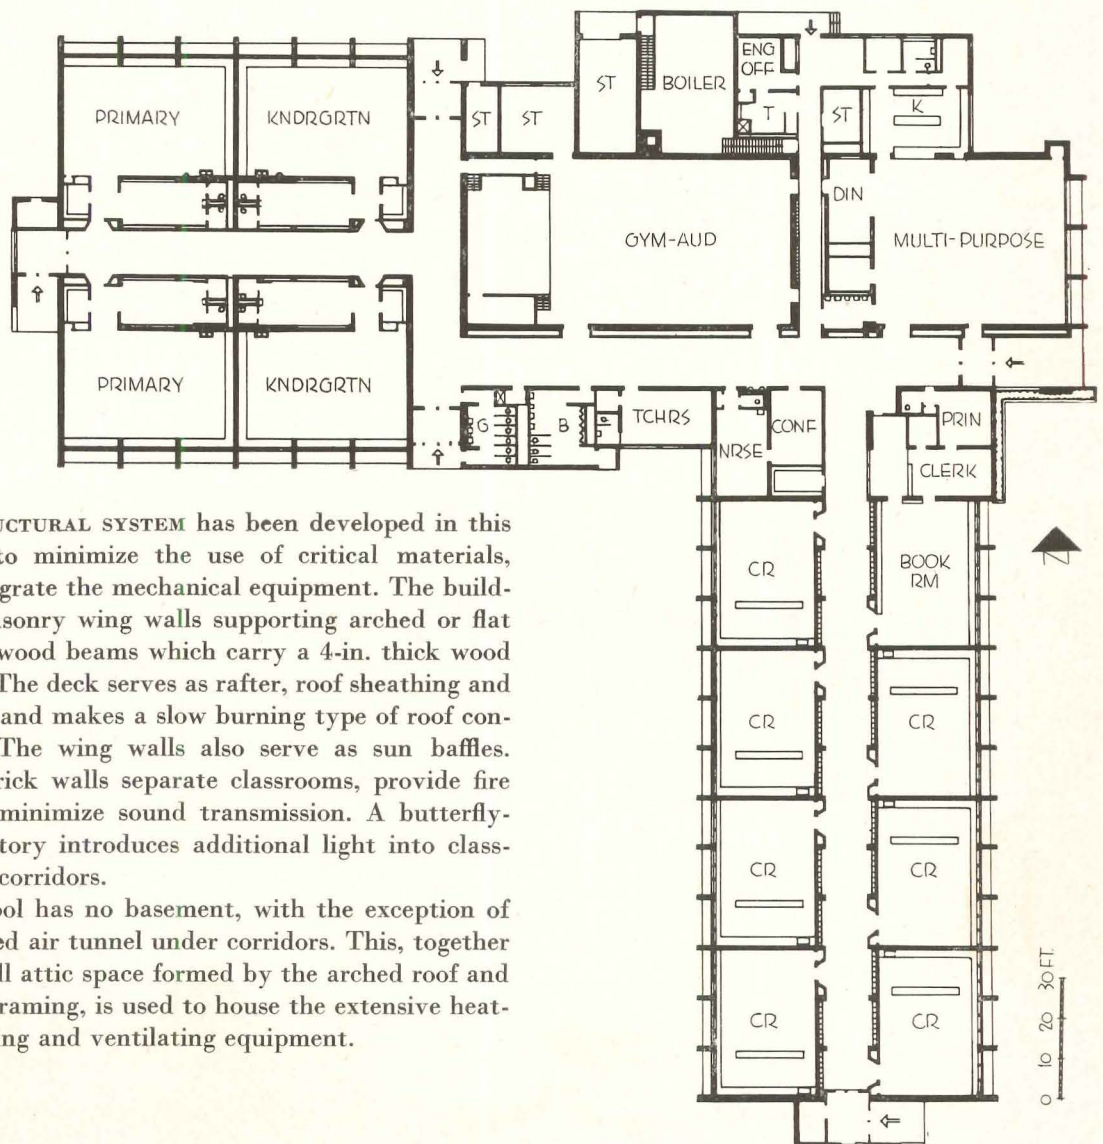 ENG
OFF
ST
BOILER
PRIMARY
KNDRGRTN
ST
ST
T
ST
K
DIN
GYM-AUD
MULTI-PURPOSE
PRIMARY
KNDRGRTN
G
B
TCHRS
NRSE
CONF
PRIN
CLERK
UCTURAL SYSTEM has been developed in this
to minimize the use of critical materials,
grate the mechanical equipment. The build-
asonry wing walls supporting arched or flat
wood beams which carry a 4-in. thick wood
The deck serves as rafter, roof sheathing and
and makes a slow burning type of roof con-
The wing walls also serve as sun baffles.
rick walls separate classrooms, provide fire
minimize sound transmission. A butterfly-
tory introduces additional light into class-
corridors.
ool has no basement, with the exception of
ed air tunnel under corridors. This, together
ll attic space formed by the arched roof and
framing, is used to house the extensive heat-
ng and ventilating equipment.
CR
BOOK
RM
N
CR
CR
CR
CR
CR
CR
0 10 20 30 FT.